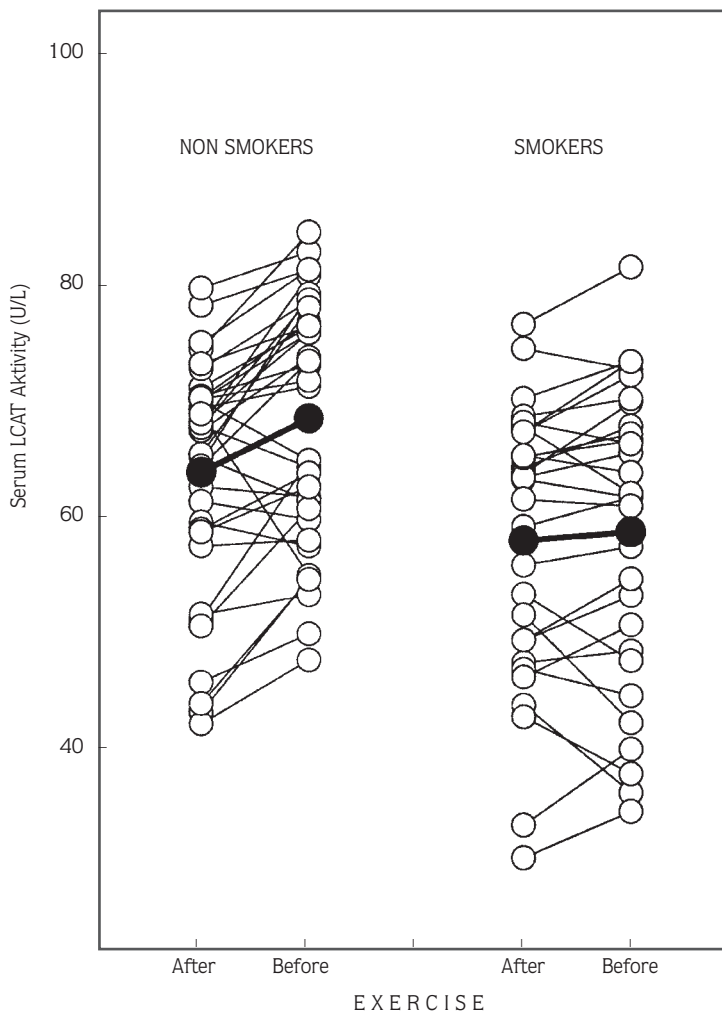 100
NON SMOKERS
SMOKERS
80
Serum LCAT Aktivity (U/L)
60
40
After
Before
After
Before
EXERCISE